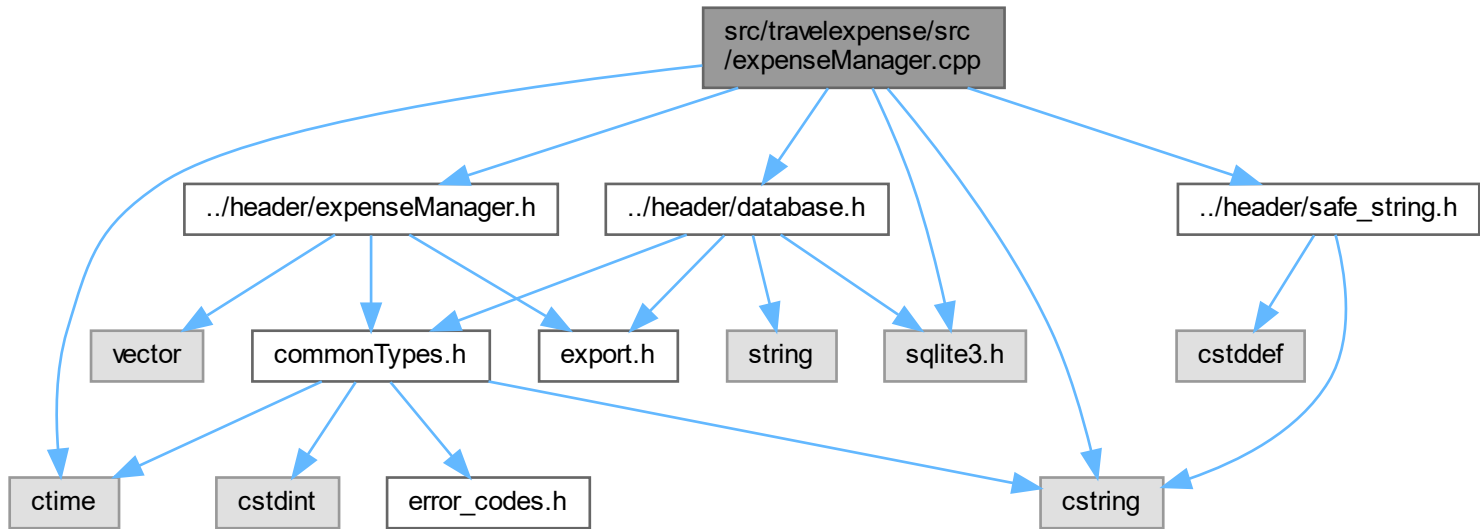 src/travelexpense/src
/expenseManager.cpp
../header/expenseManager.h
../header/database.h
../header/safe_string.h
vector
commonTypes.h
export.h
string
sqlite3.h
cstddef
ctime
cstdint
error_codes.h
cstring